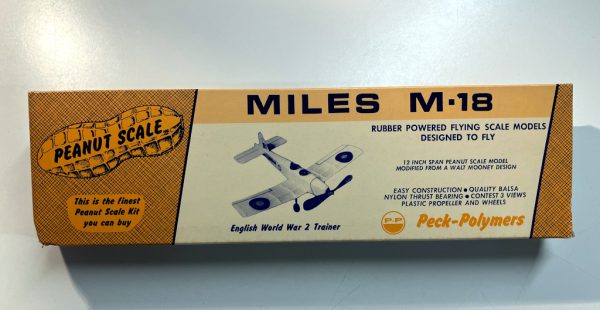 PEANUT SCALE
This is the finest
Peanut Scale Kit
you can buy
MILES M·18
RUBBER POWERED FLYING SCALE MODELS
DESIGNED TO FLY
13 INCH SPAN PEANUT SCALE MODEL
MODIFIED FROM A WALT MOONEY DESIGN
EASY CONSTRUCTION • QUALITY BALSA
NYLON THRUST BEARING • CONTEST 3 VIEWS
PLASTIC PROPELLER AND WHEELS
English World War 2 Trainer
P-P
Peck-Polymers